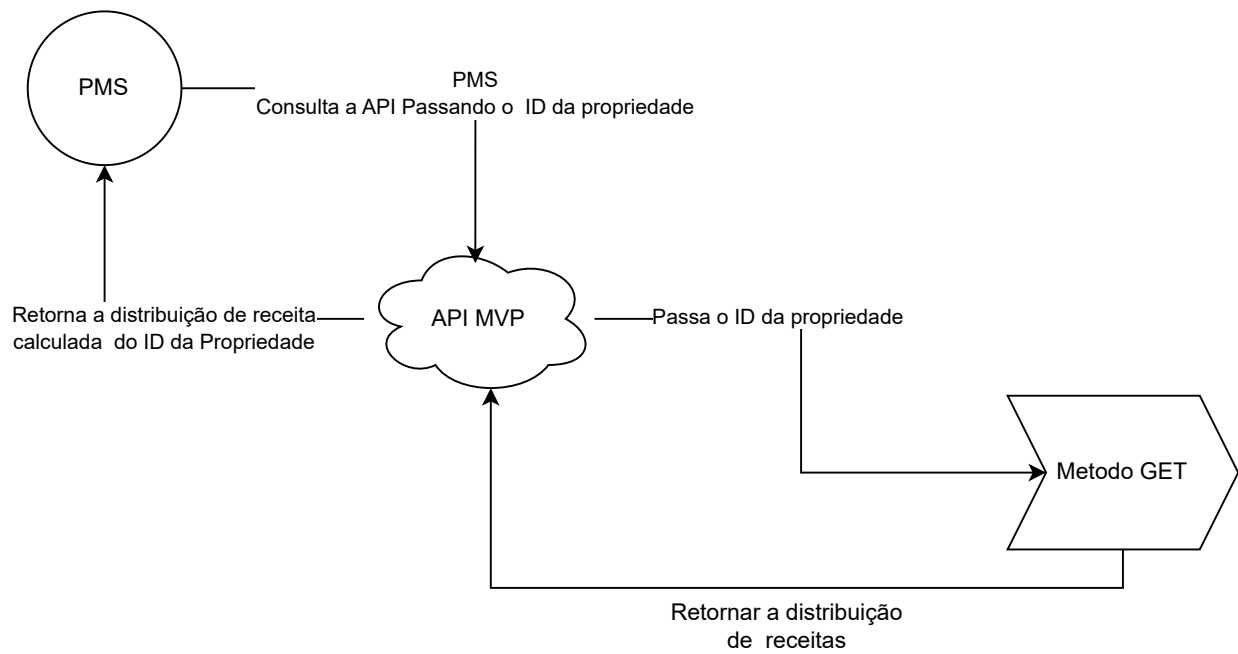 PMS
PMS
Consulta a API Passando o  ID da propriedade
Retorna a distribuição de receita
calculada  do ID da Propriedade
API MVP
Passa o ID da propriedade
Metodo GET
Retornar a distribuição
de  receitas